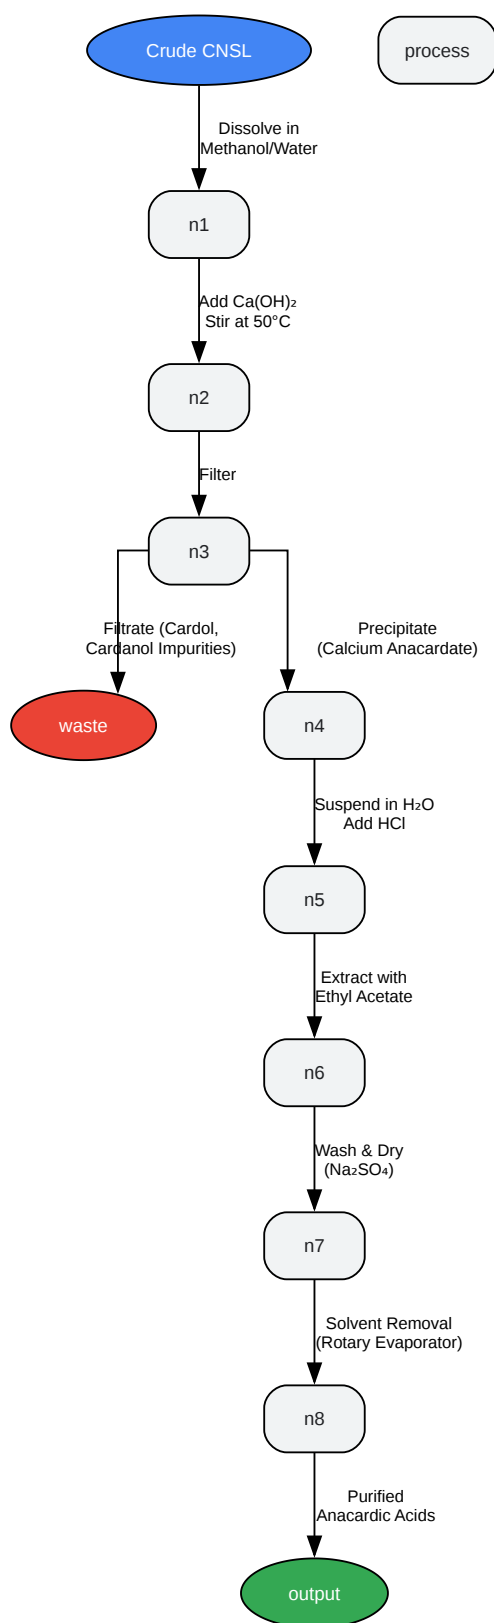 Crude CNSL
process
Dissolve in
Methanol/Water
n1
Add Ca(OH)₂
Stir at 50°C
n2
Filter
n3
Filtrate (Cardol,
Cardanol Impurities)
Precipitate
(Calcium Anacardate)
waste
n4
Suspend in H₂O
Add HCl
n5
Extract with
Ethyl Acetate
n6
Wash & Dry
(Na₂SO₄)
n7
Solvent Removal
(Rotary Evaporator)
n8
Purified
Anacardic Acids
output